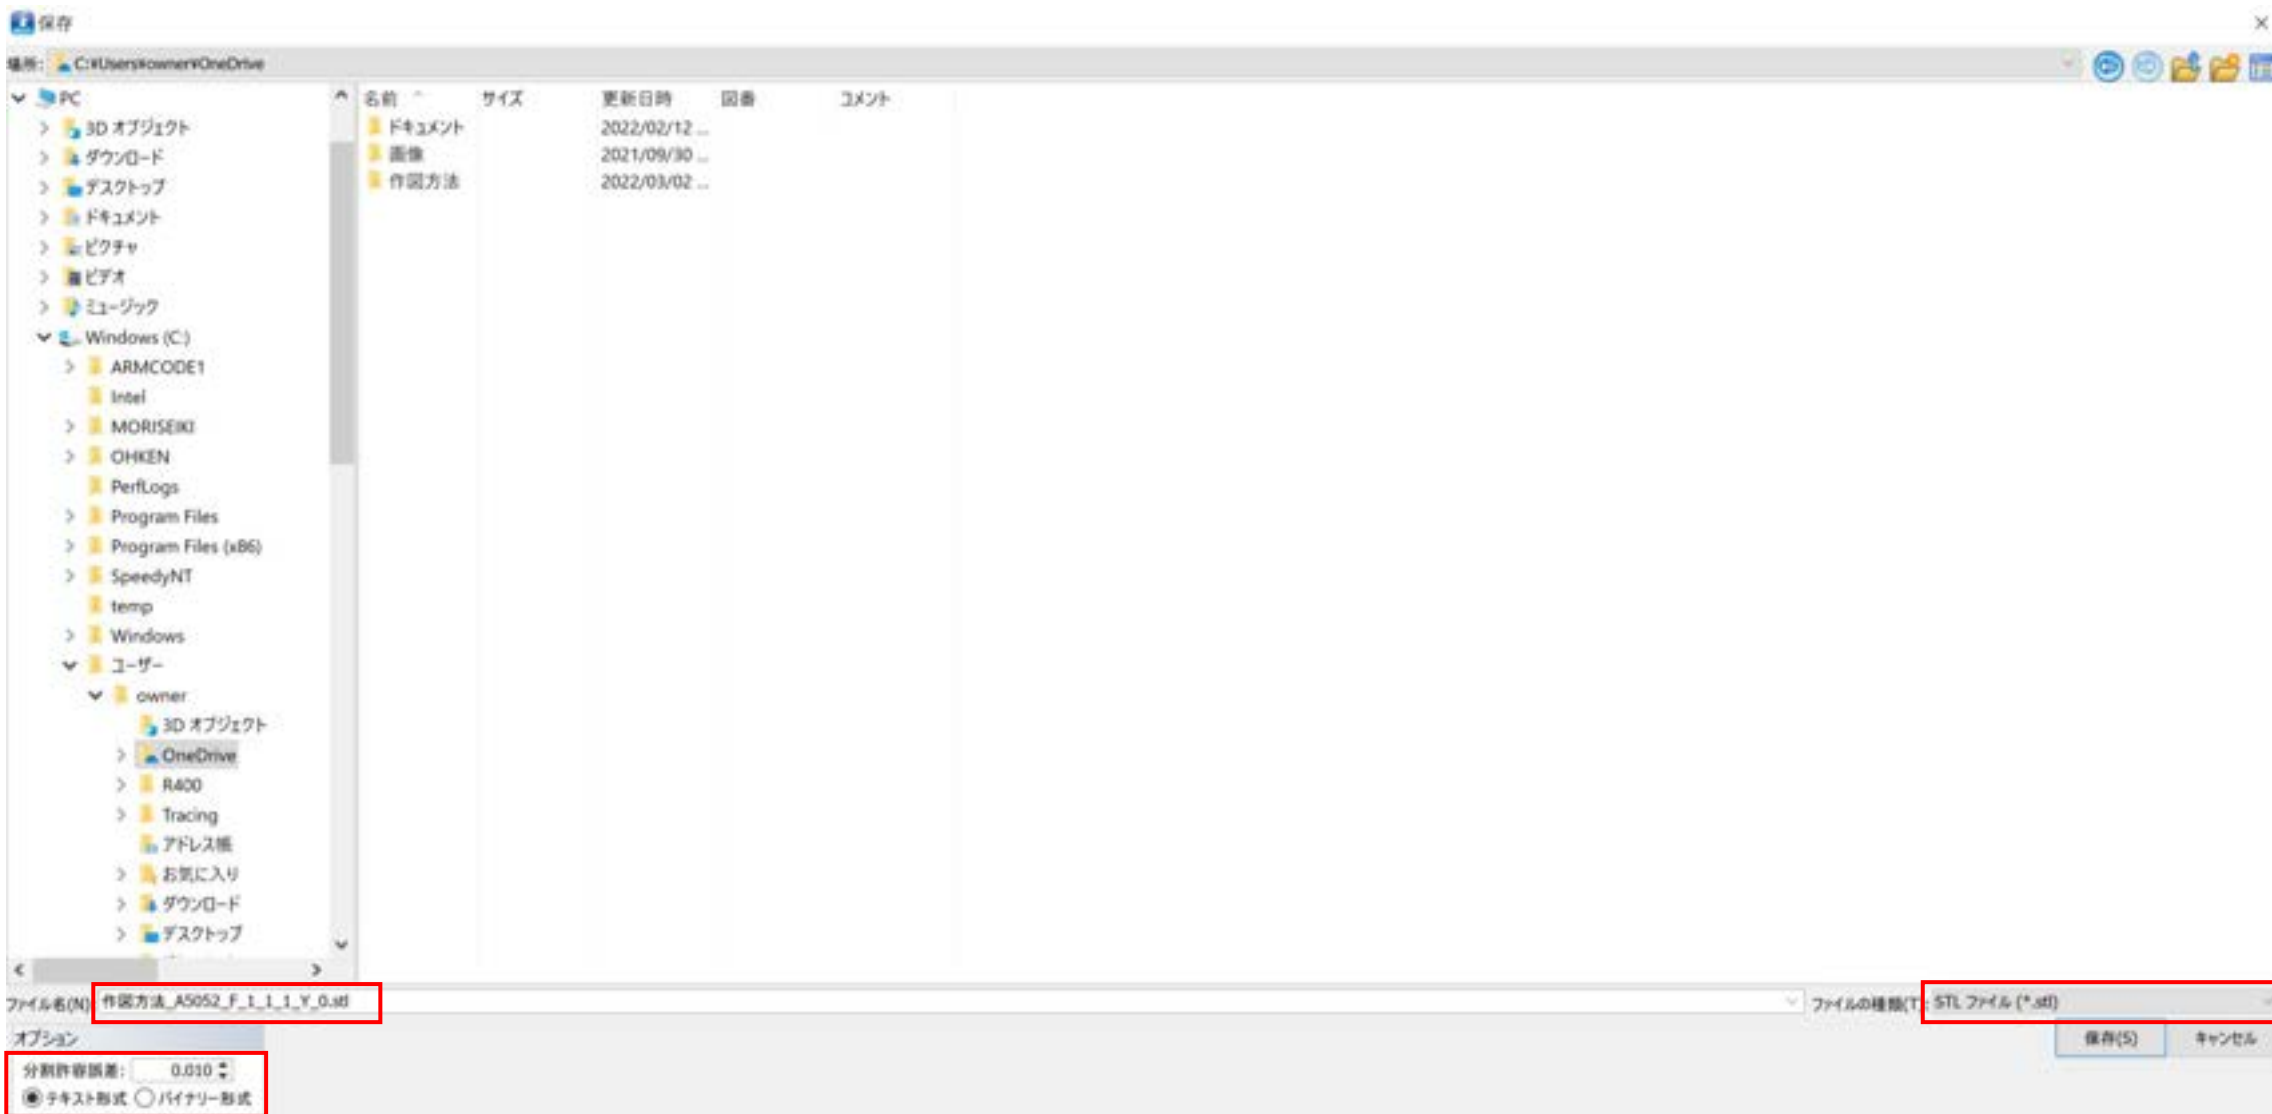 保存
場所: C:¥Users¥owner¥OneDrive
PC
3D オブジェクト
ダウンロード
デスクトップ
ドキュメント
ピクチャ
ビデオ
ミュージック
Windows (C:)
ARMCODE1
Intel
MORISEIKI
OHKEN
PerfLogs
Program Files
Program Files (x86)
SpeedyNT
temp
Windows
ユーザー
owner
3D オブジェクト
OneDrive
R400
Tracing
アドレス帳
お気に入り
ダウンロード
デスクトップ
名前 サイズ 更新日時 図番 コメント
ドキュメント 2022/02/12 ...
画像 2021/09/30 ...
作図方法 2022/03/02 ...
ファイル名(N): 作図方法_A5052_F_1_1_1_Y_0.stl ファイルの種類(T): STL ファイル (*.stl)
オプション 保存(S) キャンセル
分割許容誤差: 0.010
テキスト形式 バイナリー形式